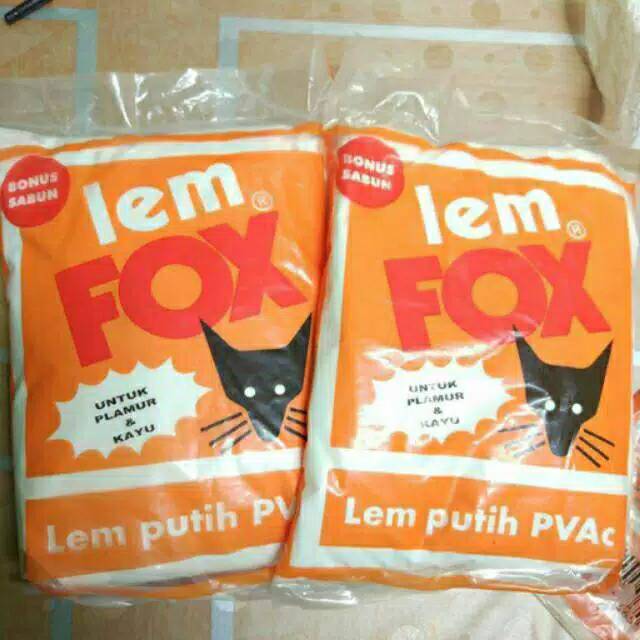 BONUS
SABUN
lem
®
FOX
UNTUK
PLAMUR
&
KAYU
Lem putih PV
BONUS
SABUN
lem
®
FOX
UNTUK
PLAMUR
&
KAYU
Lem putih PVAc